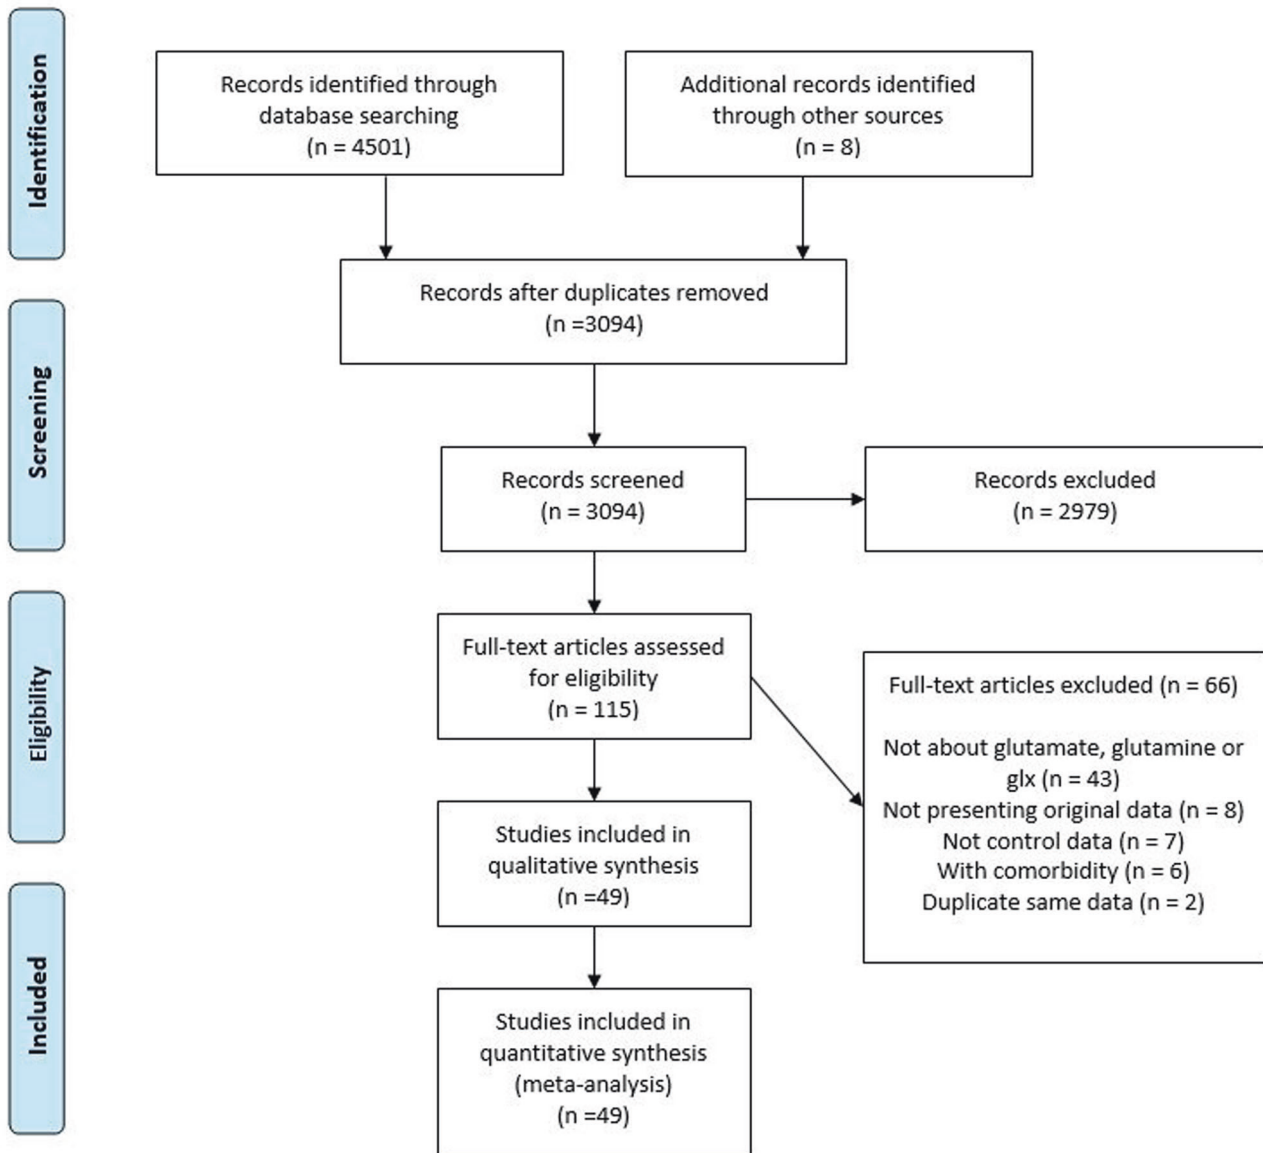 Identification
Records identified through
database searching
(n = 4501)
Additional records identified
through other sources
(n = 8)
Records after duplicates removed
(n =3094)
Screening
Records screened
(n = 3094)
Records excluded
(n = 2979)
Eligibility
Full-text articles assessed
for eligibility
(n = 115)
Full-text articles excluded (n = 66)
Not about glutamate, glutamine or
glx (n = 43)
Not presenting original data (n = 8)
Not control data (n = 7)
With comorbidity (n = 6)
Duplicate same data (n = 2)
Studies included in
qualitative synthesis
(n =49)
Included
Studies included in
quantitative synthesis
(meta-analysis)
(n =49)